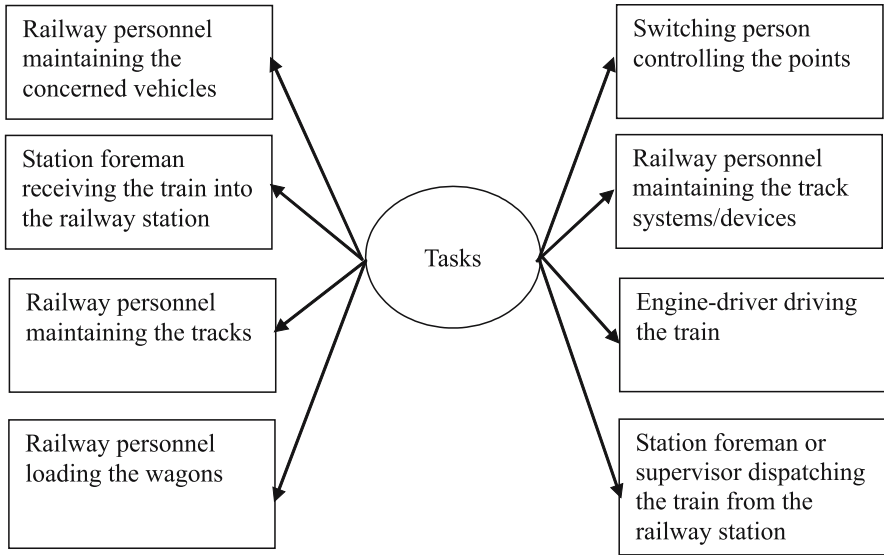 Railway personnel
maintaining the
concerned vehicles
Station foreman
receiving the train into
the railway station
Railway personnel
maintaining the tracks
Railway personnel
loading the wagons
Tasks
Switching person
controlling the points
Railway personnel
maintaining the track
systems/devices
Engine-driver driving
the train
Station foreman or
supervisor dispatching
the train from the
railway station